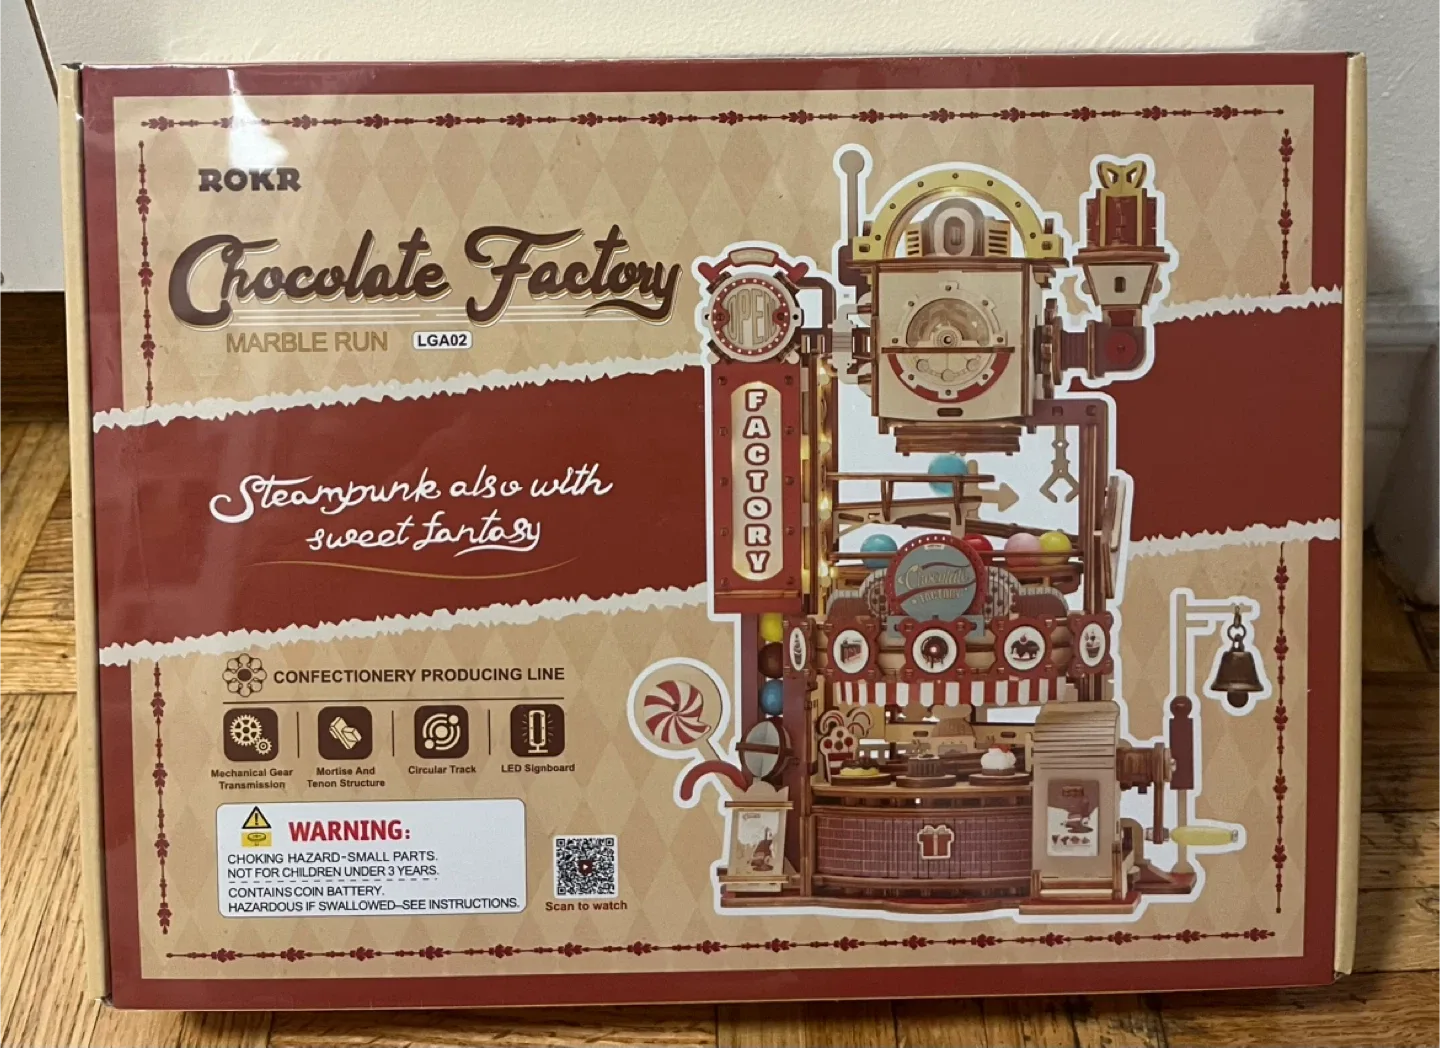 ROKR
Chocolate Factory
MARBLE RUN LGA02
OPEN
FACTORY
Steampunk also with
sweet fantasy
Chocolate
FACTORY
CONFECTIONERY PRODUCING LINE
Mechanical Gear
Transmission
Mortise And
Tenon Structure
Circular Track
LED Signboard
WARNING:
CHOKING HAZARD-SMALL PARTS.
NOT FOR CHILDREN UNDER 3 YEARS.
CONTAINS COIN BATTERY.
HAZARDOUS IF SWALLOWED—SEE INSTRUCTIONS.
Scan to watch